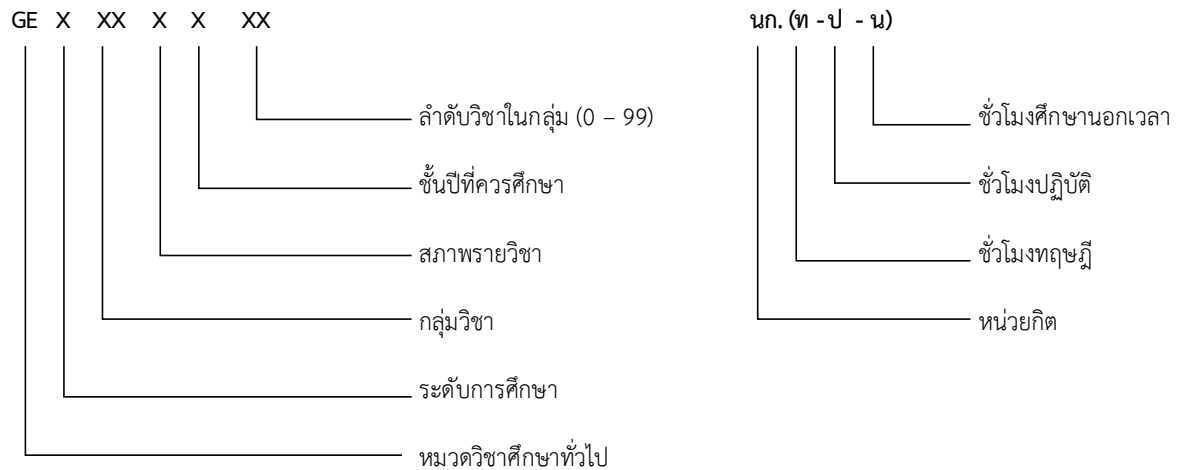 GE X XX X X XX นก. (ท - ป - น)
ลำดับวิชาในกลุ่ม (0 – 99) ชั่วโมงศึกษานอกเวลา
ชั้นปีที่ควรศึกษา ชั่วโมงปฏิบัติ
สภาพรายวิชา ชั่วโมงทฤษฎี
กลุ่มวิชา หน่วยกิต
ระดับการศึกษา
หมวดวิชาศึกษาทั่วไป